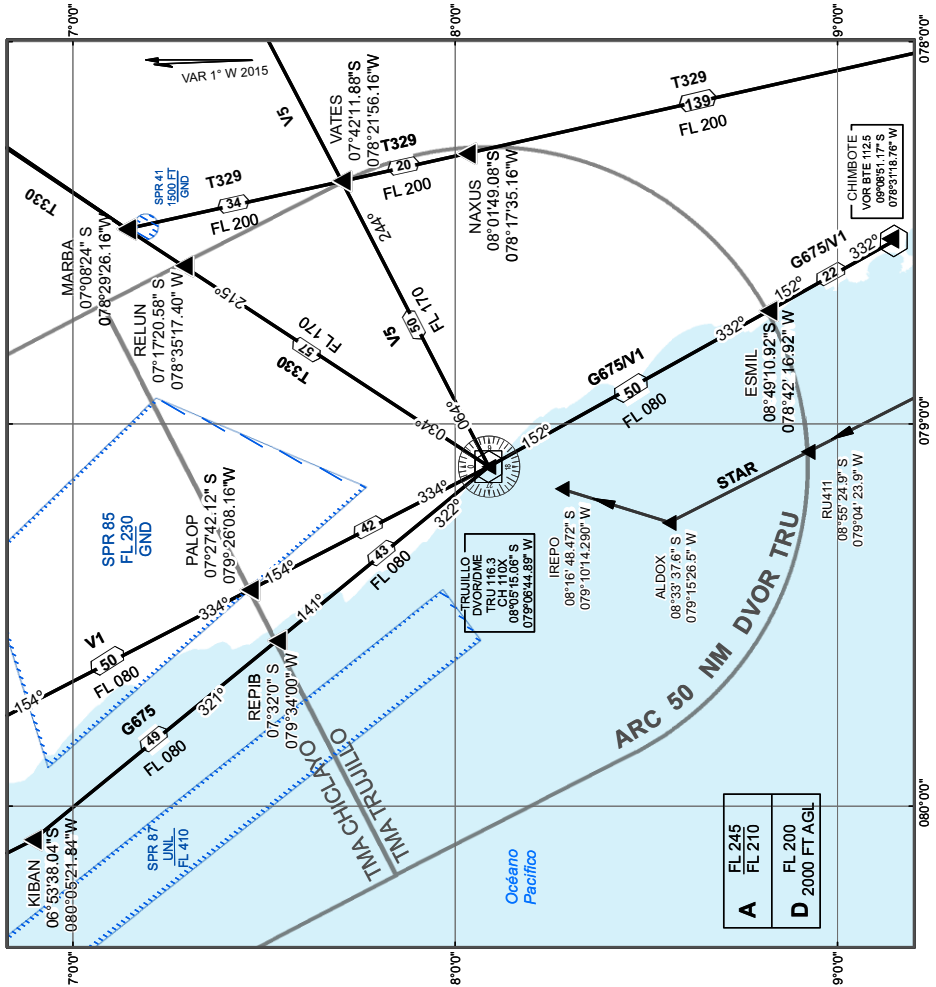 7°0'0"
8°0'0"
9°0'0"
078°0'0"
079°0'0"
080°0'0"
7°0'0"
8°0'0"
9°0'0"
VAR 1° W 2015
V5
T330
SPR 41
1500 FT
GND
MARBA
07°08'24" S
078°29'26.16"W
T329
34
FL 200
VATES
07°42'11.88"S
078°21'56.16"W
T329
20
FL 200
T329
139
FL 200
NAXUS
08°01'49.08"S
078°17'35.16"W
CHIMBOTE
VOR BTE 112.5
09°08'51.17" S
078°31'18.76" W
RELUN
07°17'20.58" S
078°35'17.40" W
215°
57
FL 170
T330
034°
244°
FL 170
50
V5
064°
G675/V1
22
332°
152°
ESMIL
08°49'10.92"S
078°42' 16.92" W
332°
G675/V1
50
FL 080
152°
SPR 85
FL 230
GND
PALOP
07°27'42.12" S
079°26'08.16"W
334°
42
154°
322°
43
FL 080
141°
334°
V1
50
FL 080
154°
G675
49
FL 080
321°
REPIB
07°32'0" S
079°34'00" W
TRUJILLO
DVOR/DME
TRU 116.3
CH 110X
08°05'15.06" S
079°06'44.89" W
IREPO
08°16' 48.472" S
079°10'14.290" W
ALDOX
08°33' 37.6" S
079°15'26.5" W
STAR
RU411
08°55' 24.9" S
079°04' 23.9" W
ARC 50 NM DVOR TRU
TMA CHICLAYO
TMA TRUJILLO
KIBAN
06°53'38.04"S
080°05'21.84"W
SPR 87
UNL
FL 410
Océano
Pacifico
A FL 245
FL 210
D FL 200
2000 FT AGL